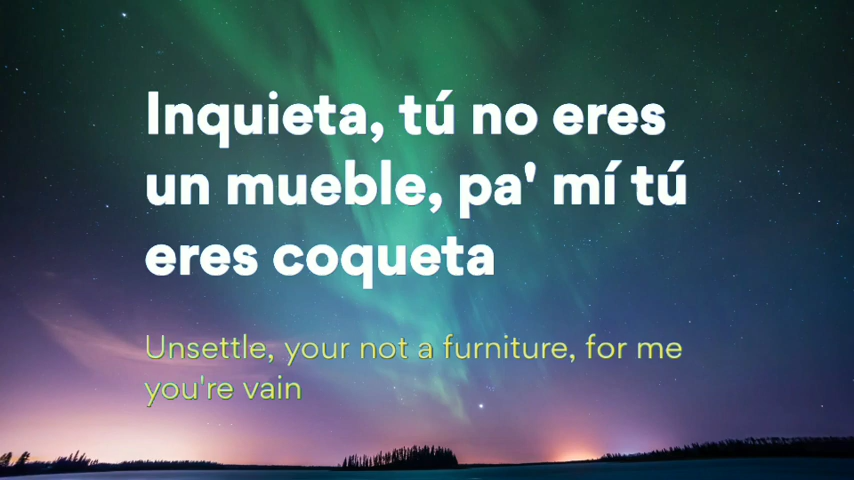 Inquieta, tú no eres
un mueble, pa' mí tú
eres coqueta
Unsettle, your not a furniture, for me
you're vain